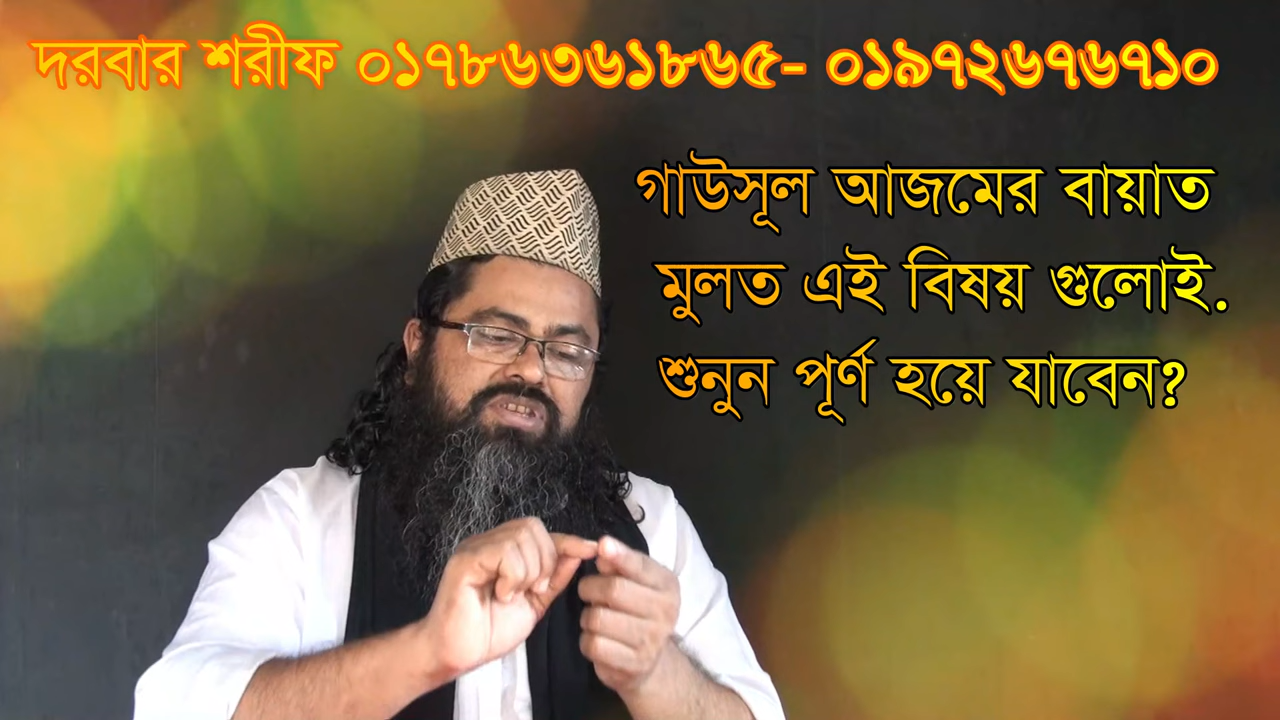 দরবার শরীফ ০১৭৮৬৩৬১৮৬৫- ০১৯৭২৬৭৬৭১০
গাউসূল আজমের বায়াত
মুলত এই বিষয় গুলোই.
শুনুন পূর্ণ হয়ে যাবেন?